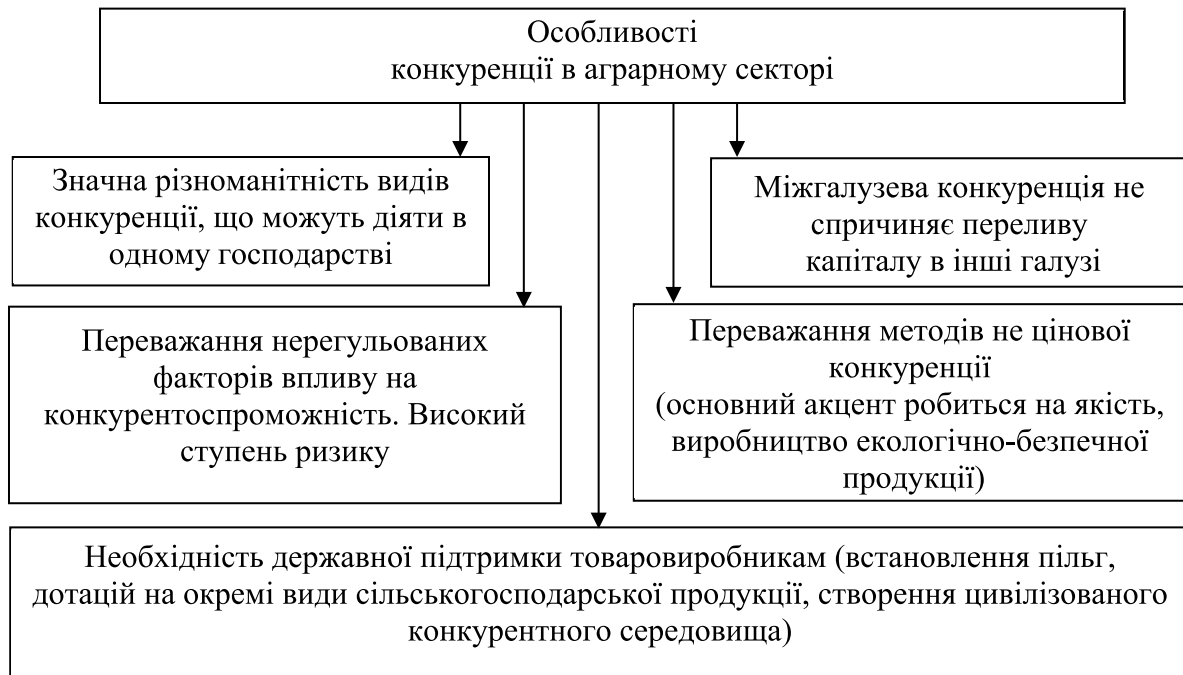 Особливості
конкуренції в аграрному секторі
Значна різноманітність видів
конкуренції, що можуть діяти в
одному господарстві
Міжгалузева конкуренція не
спричиняє переливу
капіталу в інші галузі
Переважання нерегульованих
факторів впливу на
конкурентоспроможність. Високий
ступень ризику
Переважання методів не цінової
конкуренції
(основний акцент робиться на якість,
виробництво екологічно-безпечної
продукції)
Необхідність державної підтримки товаровиробникам (встановлення пільг,
дотацій на окремі види сільськогосподарської продукції, створення цивілізованого
конкурентного середовища)